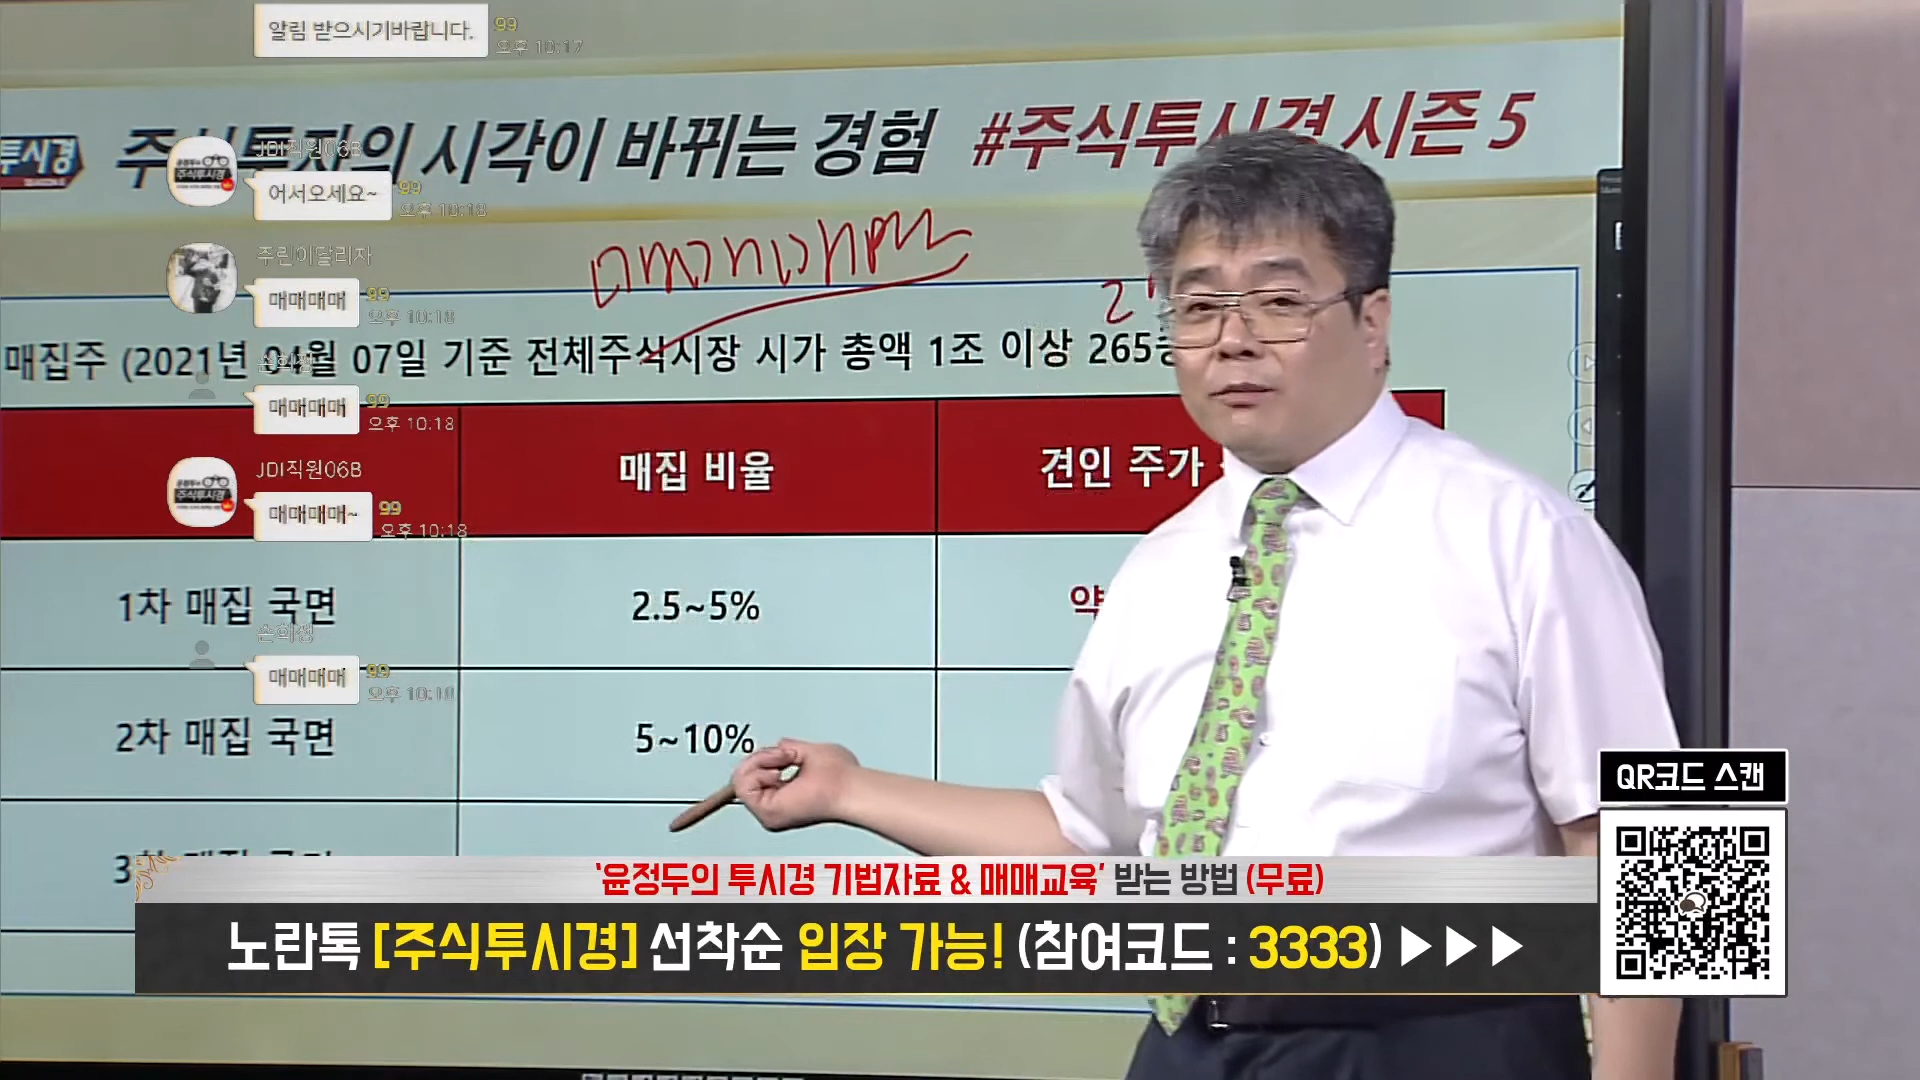 알림 받으시기바랍니다.
99
오후 10:17
투시경
주식투자의 시각이 바뀌는 경험 #주식투시경 시즌 5
JDI직원06B
어서오세요~
99
오후 10:18
주린이달리자
매매매매
99
오후 10:18
매집주 (2021년 04월 07일 기준 전체주식시장 시가 총액 1조 이상 265
매매매매
99
오후 10:18
매집 비율
견인 주가
JDI직원06B
매매매매~
99
오후 10:18
1차 매집 국면
2.5~5%
약
손희정
매매매매
99
오후 10:18
2차 매집 국면
5~10%
QR코드 스캔
'윤정두의 투시경 기법자료 & 매매교육' 받는 방법 (무료)
노란톡 [주식투시경] 선착순 입장 가능! (참여코드 : 3333) ▶▶▶